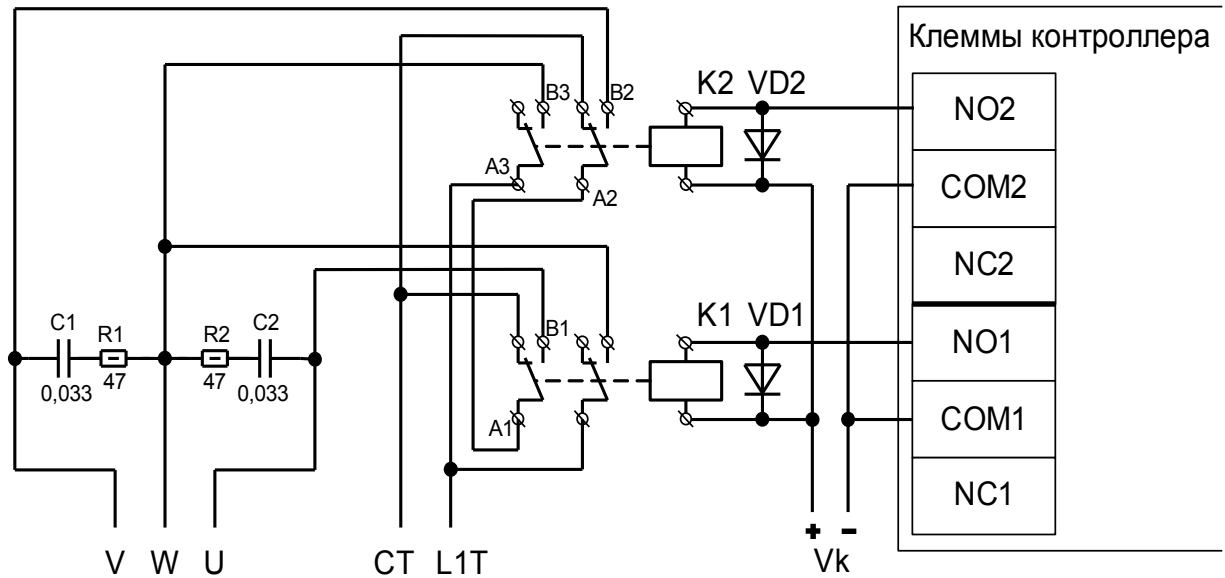 Клеммы контроллера
B3
B2
K2 VD2
NO2
A3
A2
COM2
NC2
C1
R1
R2
C2
B1
K1 VD1
NO1
0,033
47
47
0,033
A1
COM1
NC1
V W U
CT L1T
+ -
Vk